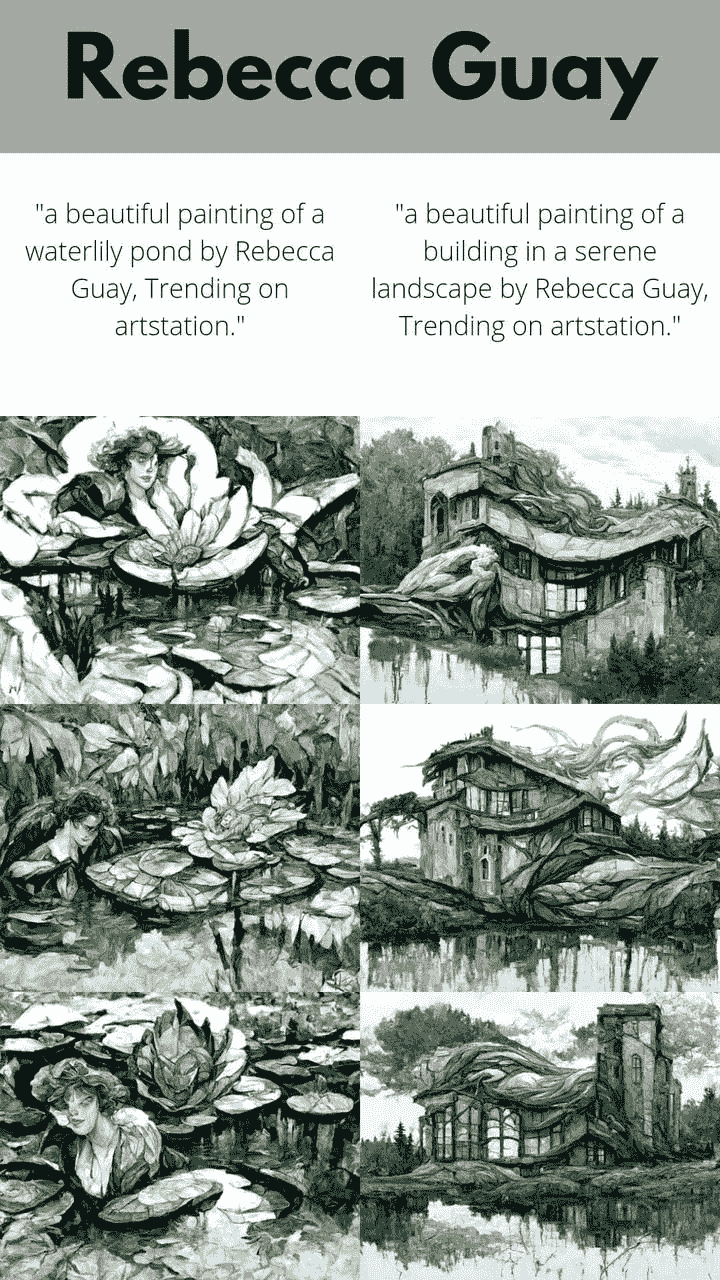 Rebecca Guay
"a beautiful painting of a
waterlily pond by Rebecca
Guay, Trending on
artstation."
"a beautiful painting of a
building in a serene
landscape by Rebecca Guay,
Trending on artstation."